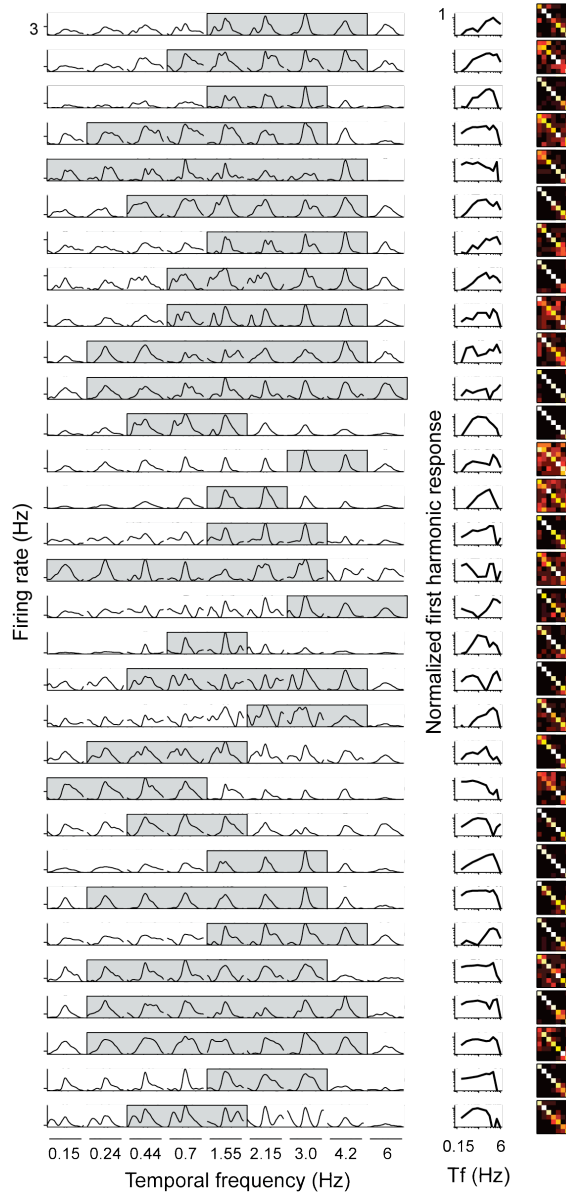 3
1
Firing rate (Hz)
Normalized first harmonic response
0.15 0.24 0.44 0.7 1.55 2.15 3.0 4.2 6
Temporal frequency (Hz)
0.15 6
Tf (Hz)